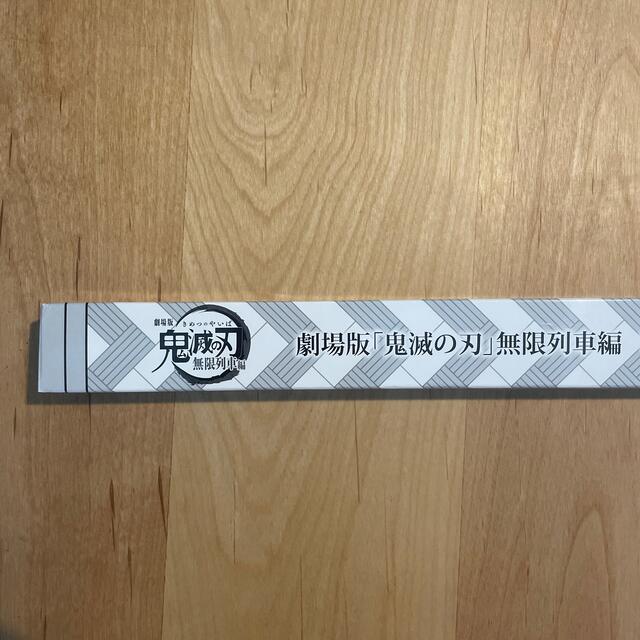 劇場版
きめつのやいば
鬼滅の刃
無限列車編
劇場版「鬼滅の刃」無限列車編